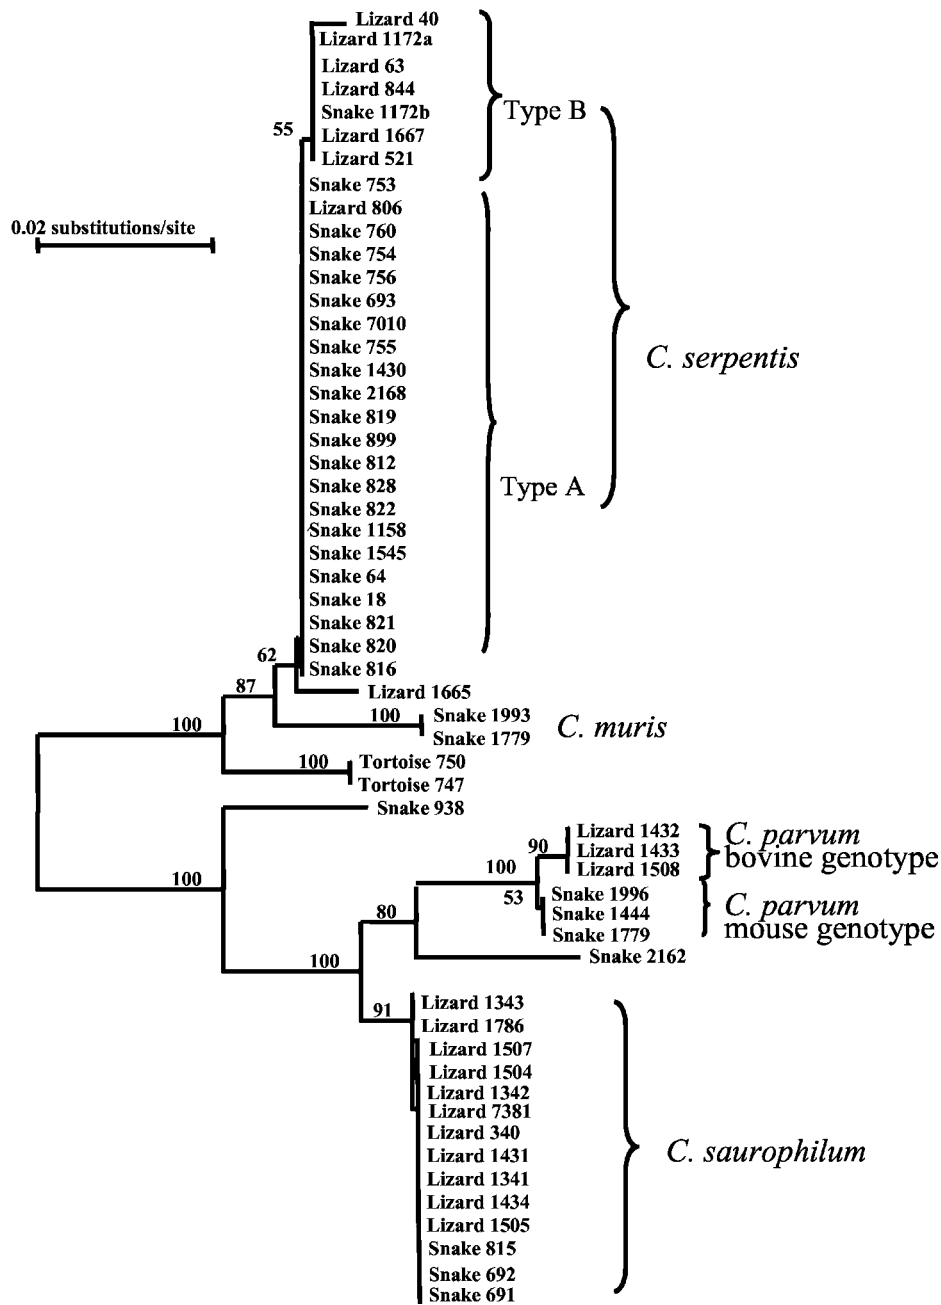 Lizard 40
Lizard 1172a
Lizard 63
Lizard 844
Snake 1172b
Type B
55
Lizard 1667
Lizard 521
Snake 753
Lizard 806
0.02 substitutions/site
Snake 760
Snake 754
Snake 756
Snake 693
Snake 7010
Snake 755
C. serpentis
Snake 1430
Snake 2168
Snake 819
Snake 899
Snake 812
Snake 828
Type A
Snake 822
Snake 1158
Snake 1545
Snake 64
Snake 18
Snake 821
Snake 820
62
Snake 816
87
Lizard 1665
100
100
Snake 1993
C. muris
Snake 1779
100
Tortoise 750
Tortoise 747
Snake 938
Lizard 1432
C. parvum
90
Lizard 1433
bovine genotype
100
Lizard 1508
100
53
Snake 1996
C. parvum
80
Snake 1444
mouse genotype
Snake 1779
100
Snake 2162
91
Lizard 1343
Lizard 1786
Lizard 1507
Lizard 1504
Lizard 1342
Lizard 7381
Lizard 340
Lizard 1431
C. saurophilum
Lizard 1341
Lizard 1434
Lizard 1505
Snake 815
Snake 692
Snake 691